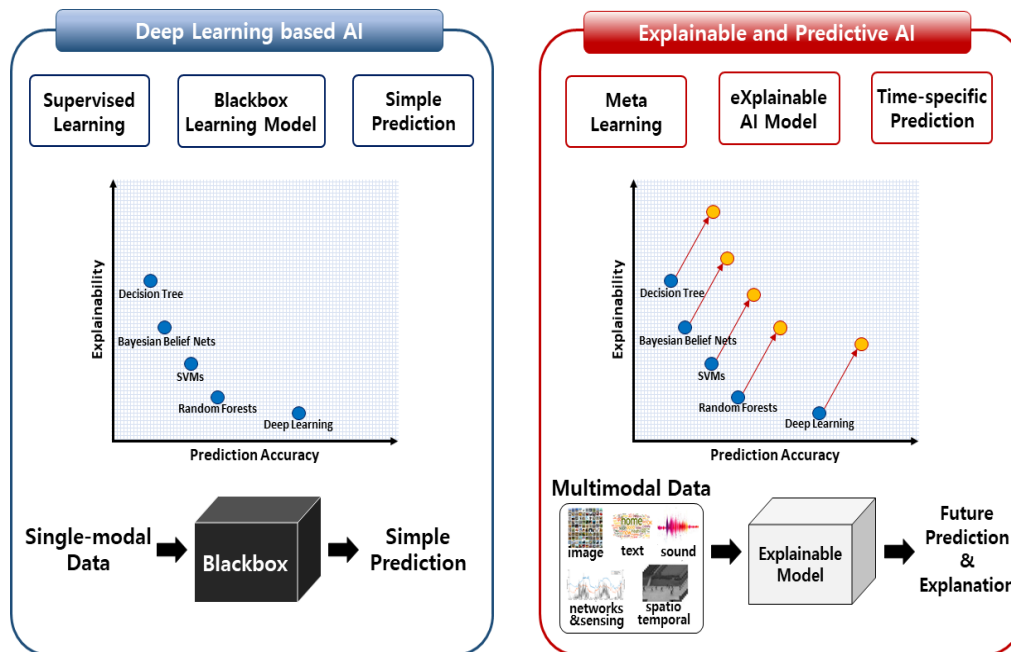 Deep Learning based AI
Supervised
Learning
Blackbox
Learning Model
Simple
Prediction
Explainability
Decision Tree
Bayesian Belief Nets
SVMs
Random Forests
Deep Learning
Prediction Accuracy
Single-modal
Data
Blackbox
Simple
Prediction
Explainable and Predictive AI
Meta
Learning
eXplainable
AI Model
Time-specific
Prediction
Explainability
Decision Tree
Bayesian Belief Nets
SVMs
Random Forests
Deep Learning
Prediction Accuracy
Multimodal Data
home
image
text
sound
networks
&sensing
spatio
temporal
Explainable
Model
Future
Prediction
&
Explanation